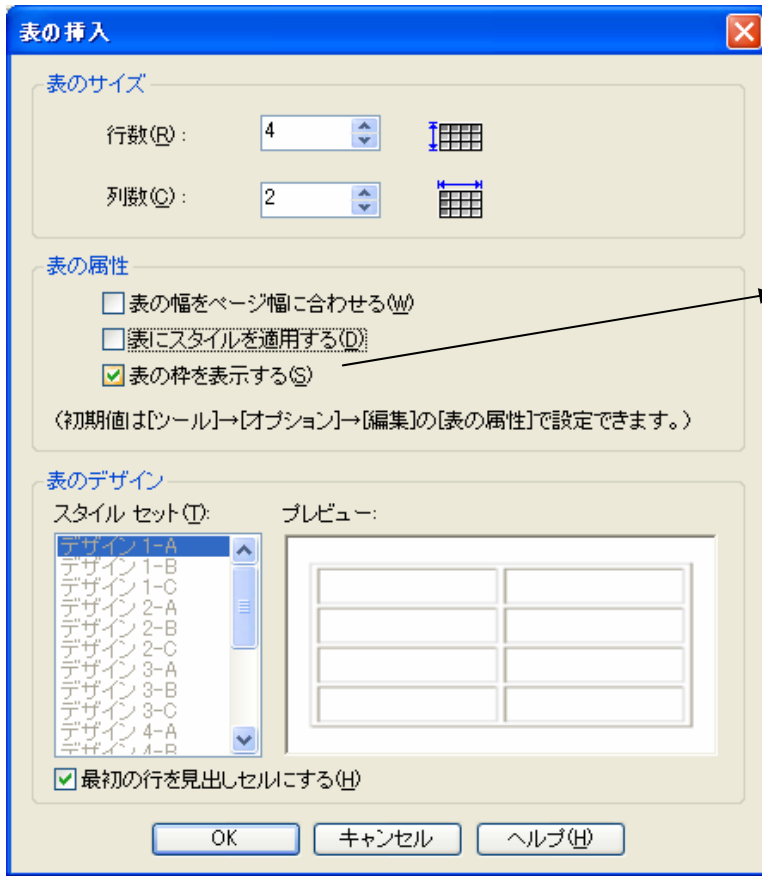 表の挿入
表のサイズ
行数(R):
4
列数(C):
2
表の属性
表の幅をページ幅に合わせる(W)
表にスタイルを適用する(D)
表の枠を表示する(S)
(初期値は[ツール]→[オプション]→[編集]の[表の属性]で設定できます。)
表のデザイン
スタイル セット(T):
プレビュー:
デザイン 1-A
デザイン 1-B
デザイン 1-C
デザイン 2-A
デザイン 2-B
デザイン 2-C
デザイン 3-A
デザイン 3-B
デザイン 3-C
デザイン 4-A
デザイン 4-B
最初の行を見出しセルにする(H)
OK
キャンセル
ヘルプ(H)